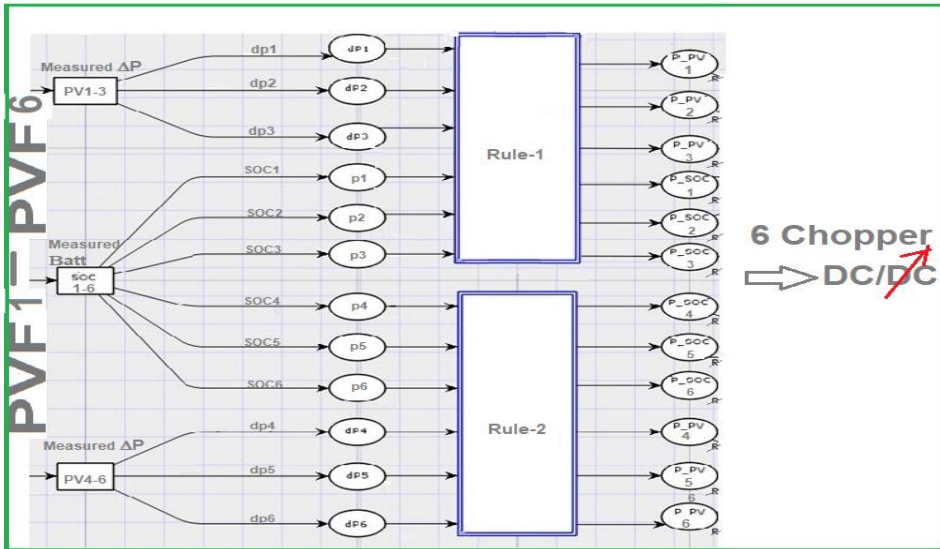 PVF1-PVF6
Measured ΔP
PV1-3
dp1
dp2
dp3
dP1
dP2
dP3
Measured
Batt
SOC
1-6
SOC1
SOC2
SOC3
SOC4
SOC5
SOC6
p1
p2
p3
p4
p5
p6
Measured ΔP
PV4-6
dp4
dp5
dp6
dP4
dP5
dP6
Rule-1
Rule-2
P_PV
1
R
P_PV
2
R
P_PV
3
R
P_SOC
1
R
P_SOC
2
R
P_SOC
3
R
P_SOC
4
R
P_SOC
5
R
P_SOC
6
R
P_PV
4
R
P_PV
5
6
R
P_PV
6
R
6 Chopper
DC/DC